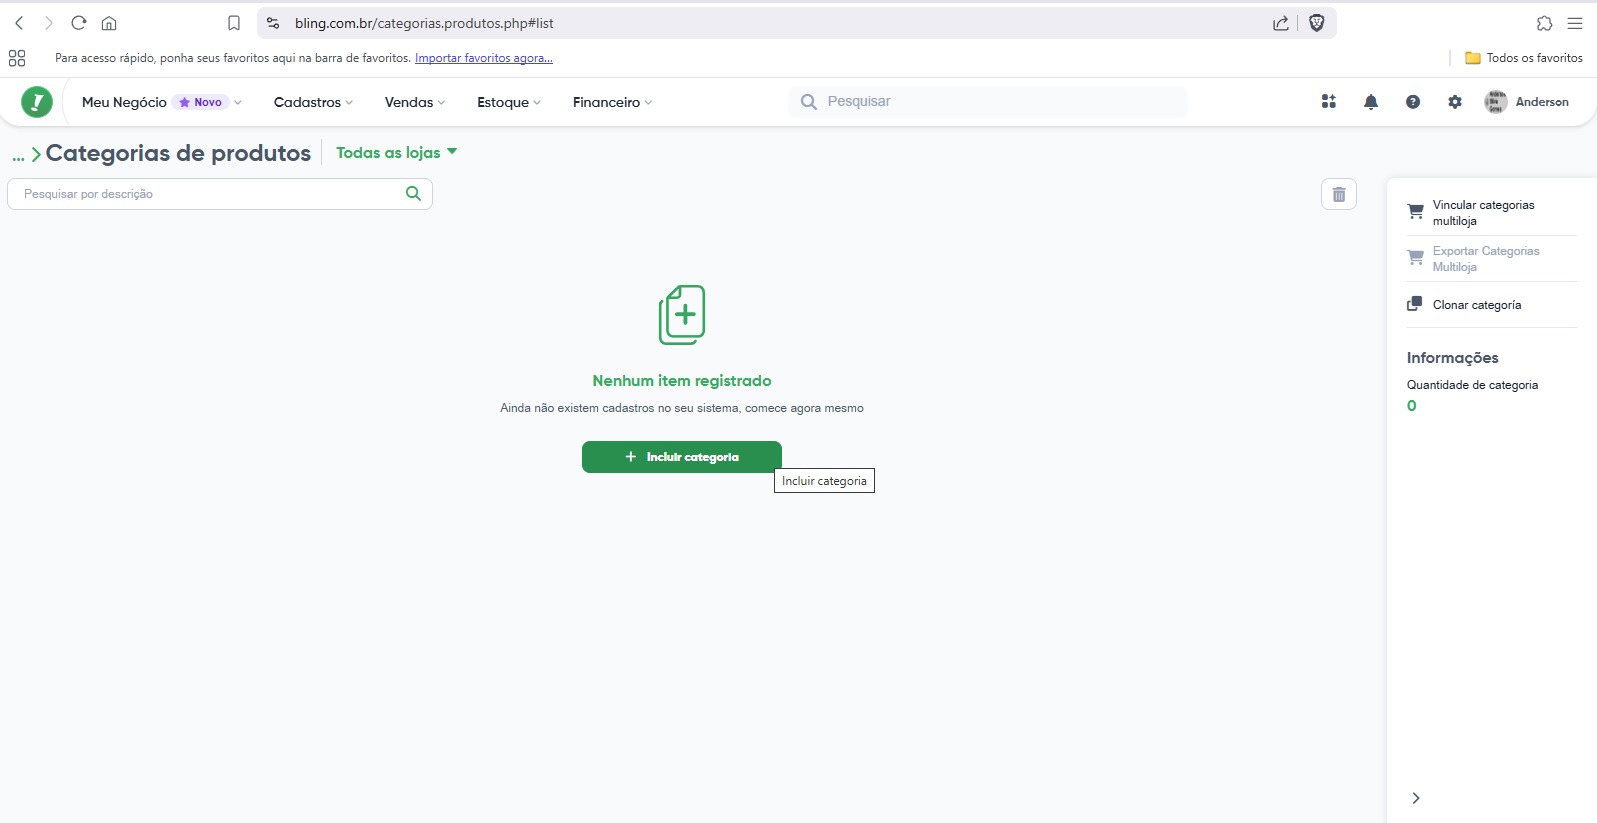 bling.com.br/categorias.produtos.php#list
Para acesso rápido, ponha seus favoritos aqui na barra de favoritos. Importar favoritos agora...
Todos os favoritos
Meu Negócio Novo Cadastros Vendas Estoque Financeiro Pesquisar Anderson
... Categorias de produtos Todas as lojas
Pesquisar por descrição
Nenhum item registrado
Ainda não existem cadastros no seu sistema, comece agora mesmo
+ Incluir categoria
Incluir categoria
Vincular categorias
multiloja
Exportar Categorias
Multiloja
Clonar categoría
Informações
Quantidade de categoria
0